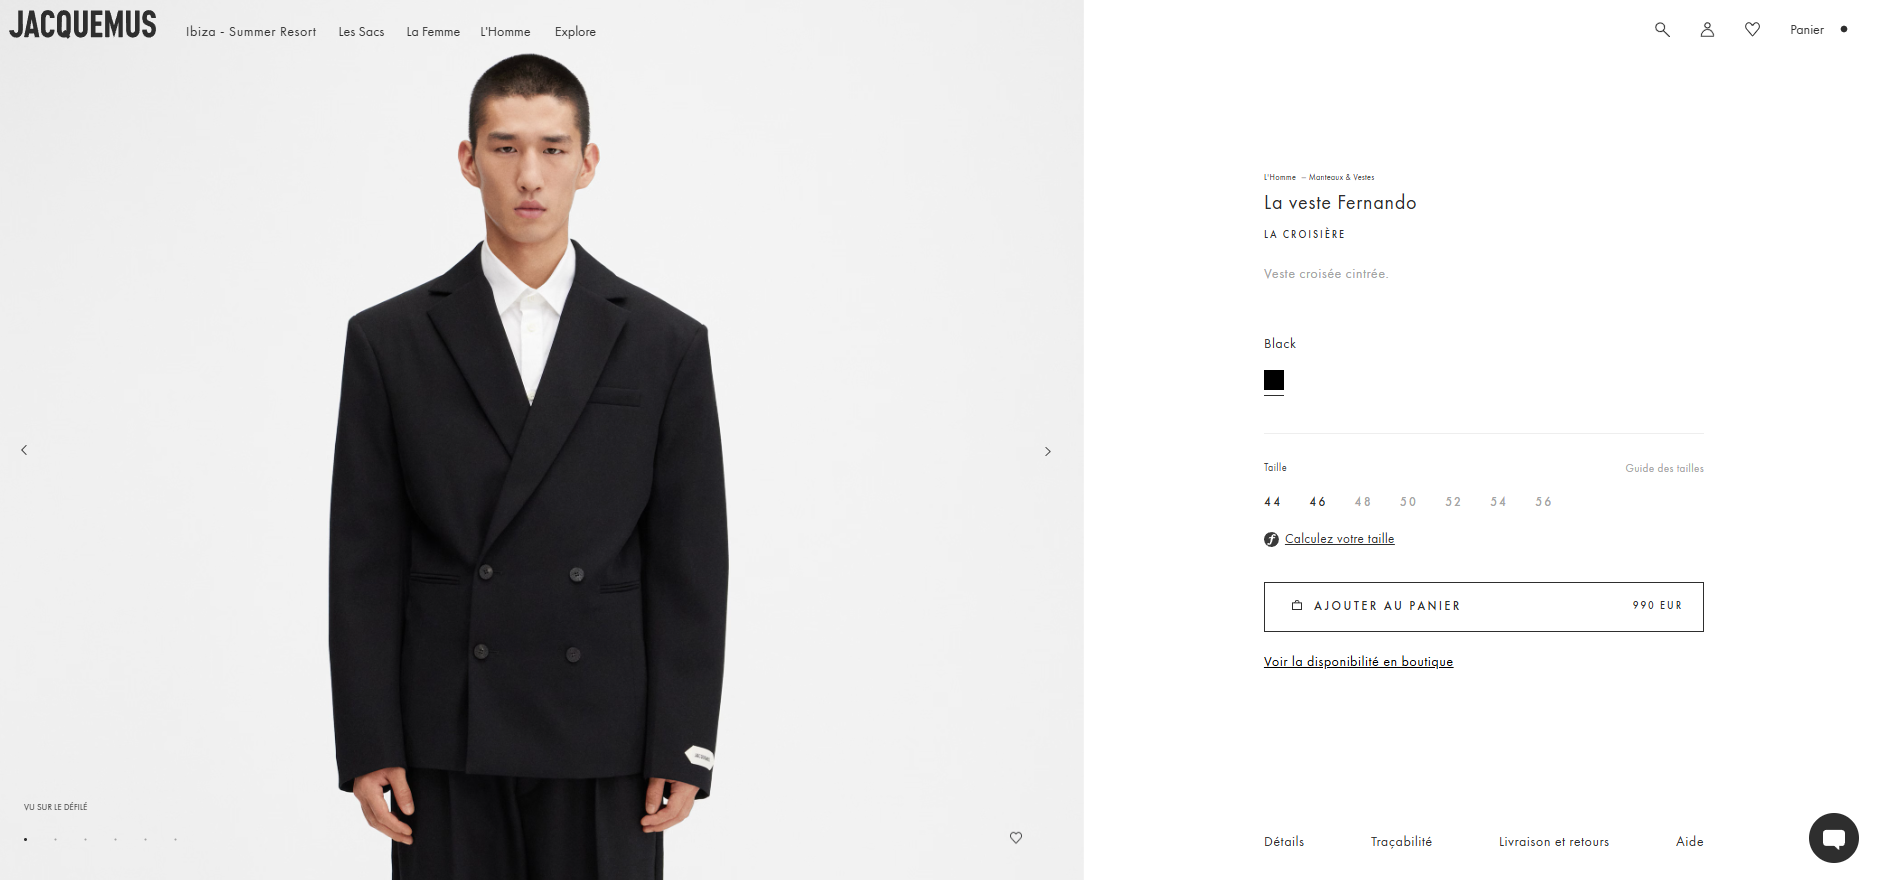 JACQUEMUS
Ibiza - Summer Resort Les Sacs La Femme L'Homme Explore
Panier
L'Homme – Manteaux & Vestes
La veste Fernando
LA CROISIÈRE
Veste croisée cintrée.
Black
Taille Guide des tailles
44 46 48 50 52 54 56
Calculez votre taille
AJOUTER AU PANIER 990 EUR
Voir la disponibilité en boutique
VU SUR LE DÉFILÉ
Détails Traçabilité Livraison et retours Aide